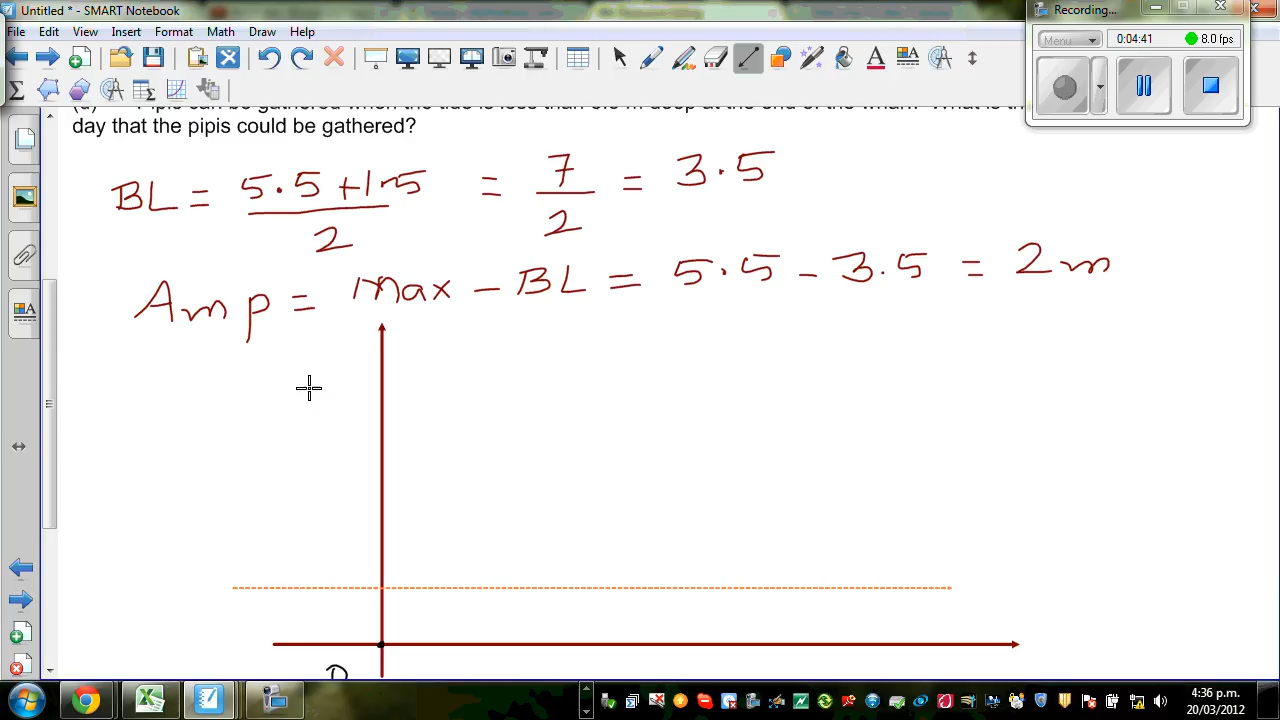 Untitled * - SMART Notebook
Recording...
File Edit View Insert Format Math Draw Help
Menu
0:04:41
8.0 fps
day that the pipis could be gathered?
BL = 5.5 + 1.5 / 2 = 7 / 2 = 3.5
Amp = max - BL = 5.5 - 3.5 = 2m
4:36 p.m.
20/03/2012